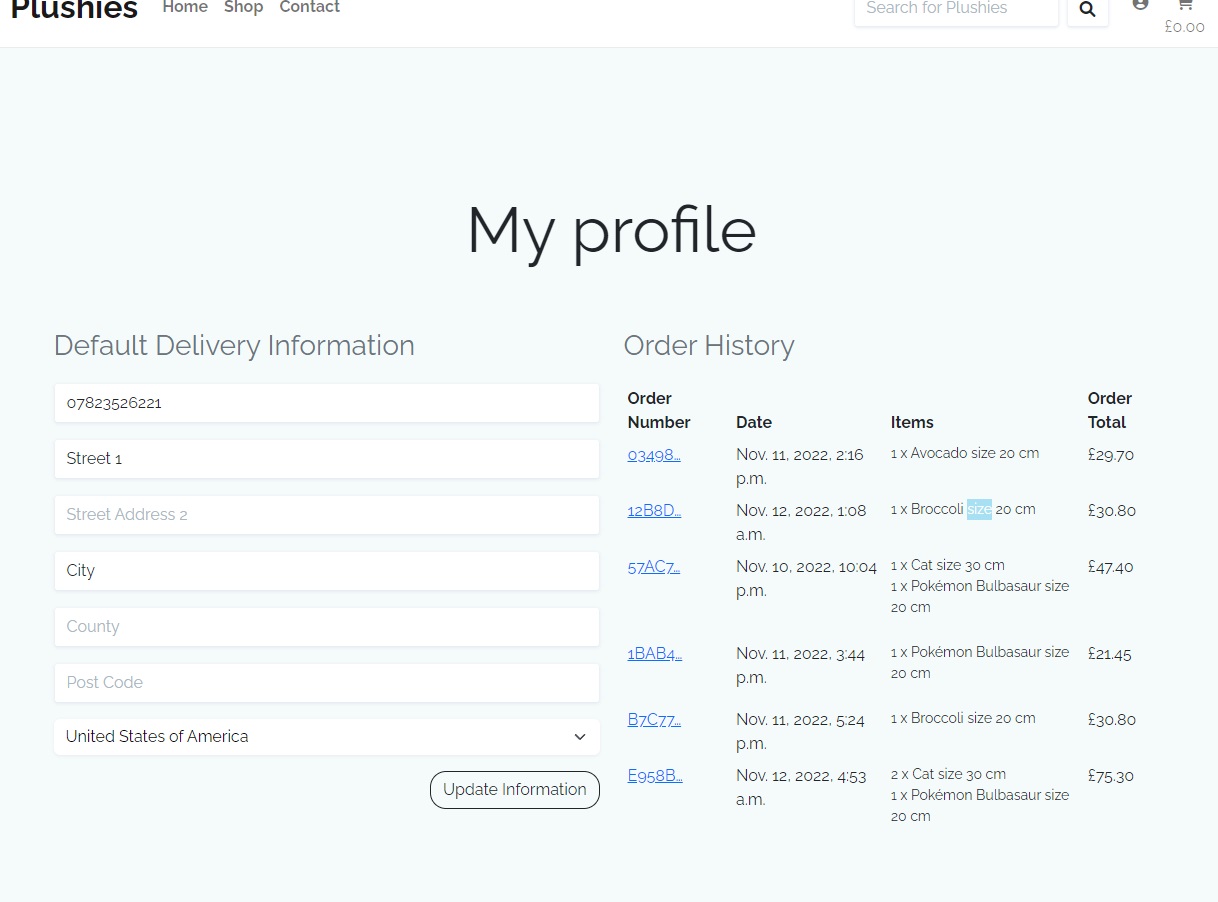 Plushies
Home Shop Contact
Search for Plushies
£0.00
My profile
Default Delivery Information
07823526221
Street 1
Street Address 2
City
County
Post Code
United States of America
Update Information
Order History
Order Number Date Items Order Total
03498... Nov. 11, 2022, 2:16 p.m. 1 x Avocado size 20 cm £29.70
12B8D... Nov. 12, 2022, 1:08 a.m. 1 x Broccoli size 20 cm £30.80
57AC7... Nov. 10, 2022, 10:04 p.m. 1 x Cat size 30 cm £47.40
1 x Pokémon Bulbasaur size 20 cm
1BAB4... Nov. 11, 2022, 3:44 p.m. 1 x Pokémon Bulbasaur size 20 cm £21.45
B7C77... Nov. 11, 2022, 5:24 p.m. 1 x Broccoli size 20 cm £30.80
E958B... Nov. 12, 2022, 4:53 a.m. 2 x Cat size 30 cm £75.30
1 x Pokémon Bulbasaur size 20 cm